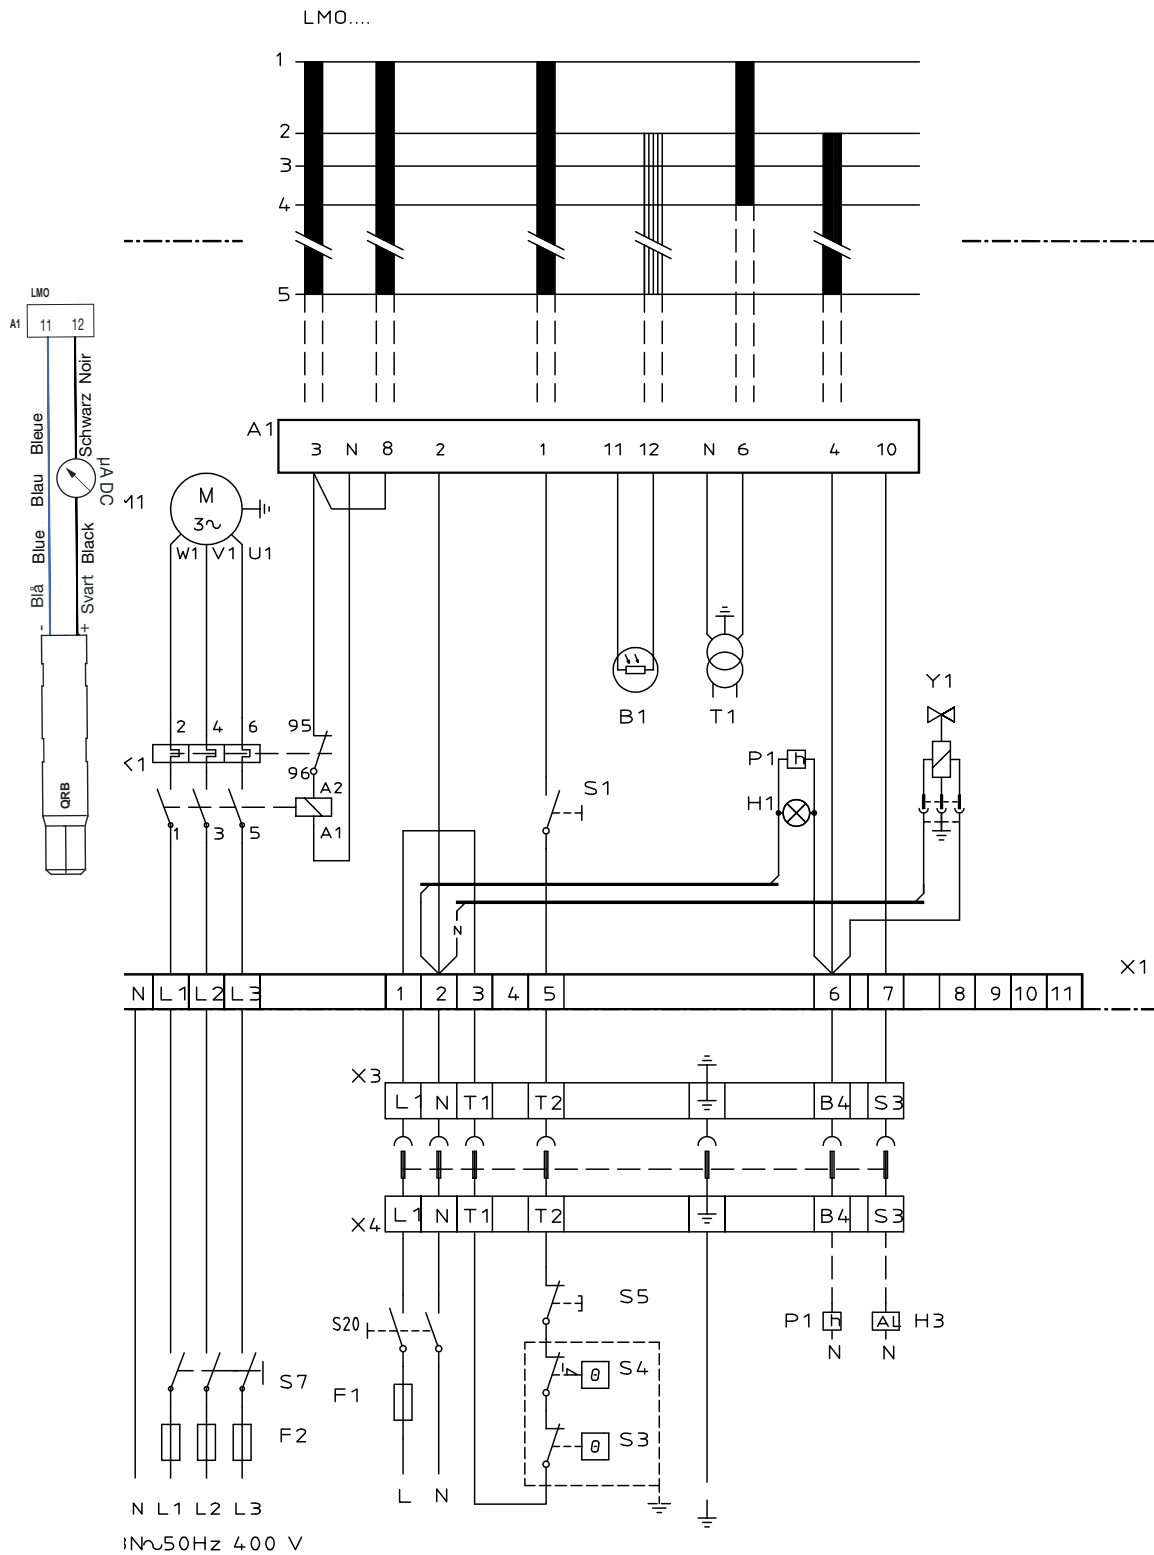 LMO....
1
2
3
4
5
LMO
A1 11 12
- Blå Blue Blau Bleue
+ Svart Black Schwarz Noir
µA DC
QRB
A1 3 N 8 2 1 11 12 N 6 4 10
M
3~
W1 V1 U1
2 4 6 95
96
A2
A1
1 3 5
B1 T1
Y1
P1 h
H1
S1
N
X1
N L1 L2 L3 1 2 3 4 5 6 7 8 9 10 11
X3
L1 N T1 T2 B4 S3
X4
L1 N T1 T2 B4 S3
S5
S20
P1 h AL H3
N N
S4 θ
S7
F1
F2
S3 θ
L N
N L1 L2 L3
N~50Hz 400 V